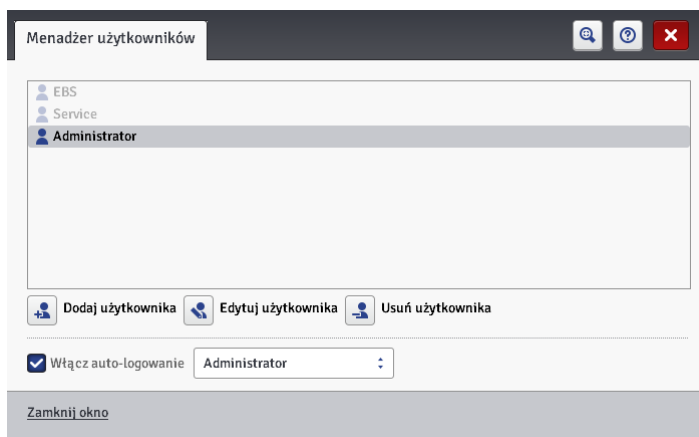 Menadżer użytkowników
EBS
Service
Administrator
Dodaj użytkownika Edytuj użytkownika Usuń użytkownika
Włącz auto-logowanie Administrator
Zamknij okno